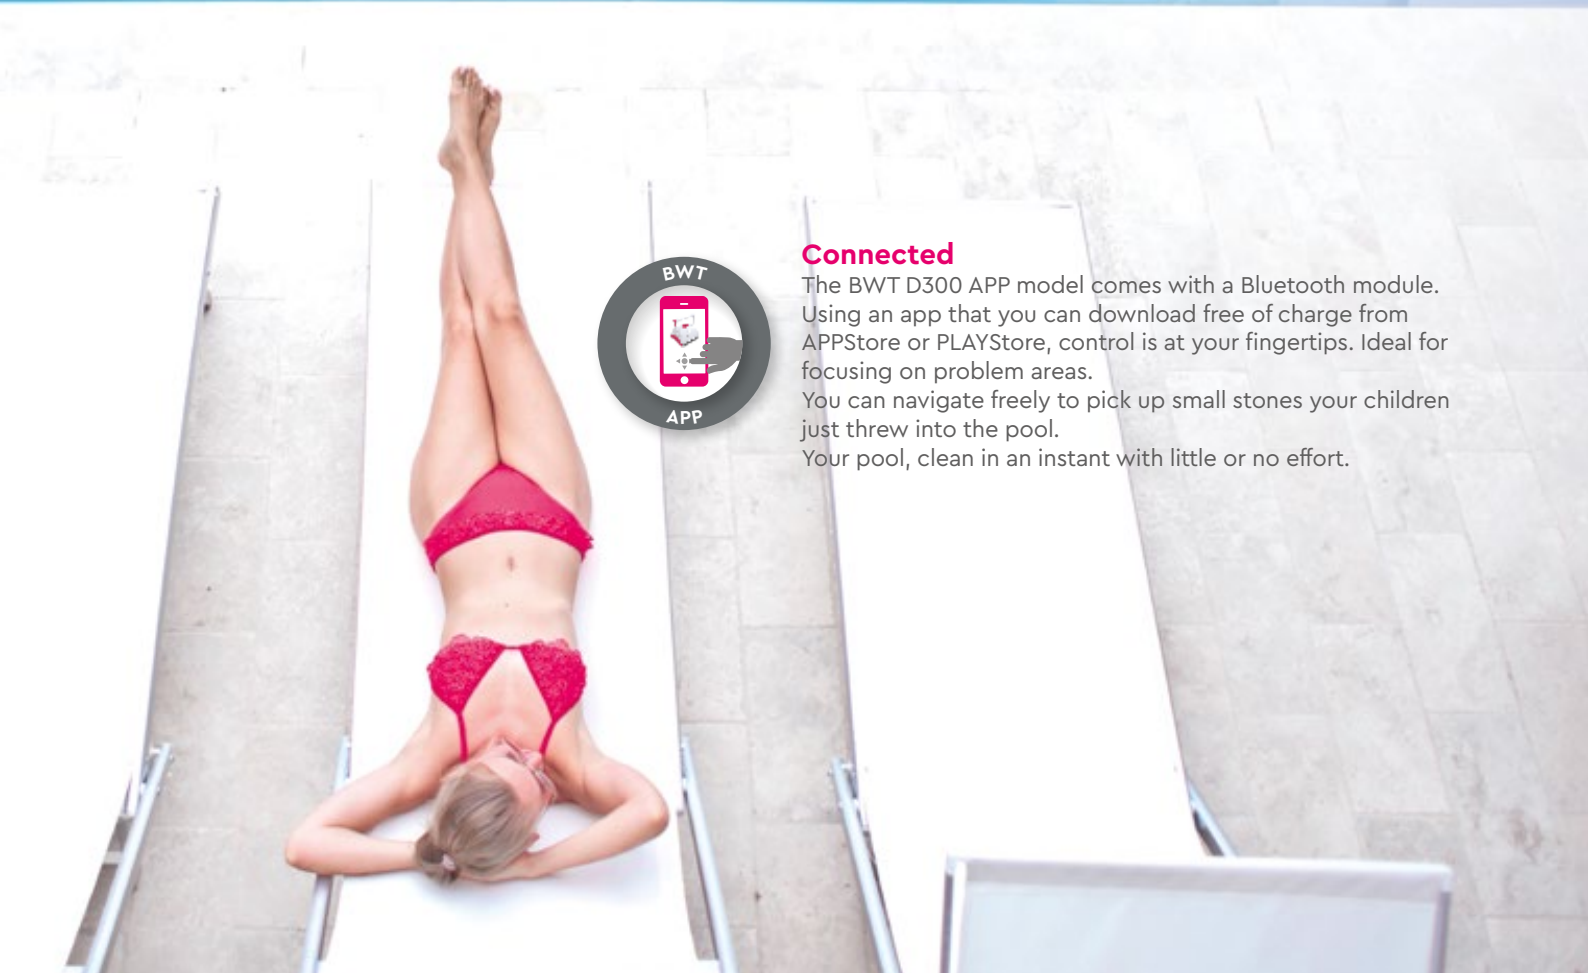 BWT
APP
Connected
The BWT D300 APP model comes with a Bluetooth module.
Using an app that you can download free of charge from
APPStore or PLAYStore, control is at your fingertips. Ideal for
focusing on problem areas.
You can navigate freely to pick up small stones your children
just threw into the pool.
Your pool, clean in an instant with little or no effort.